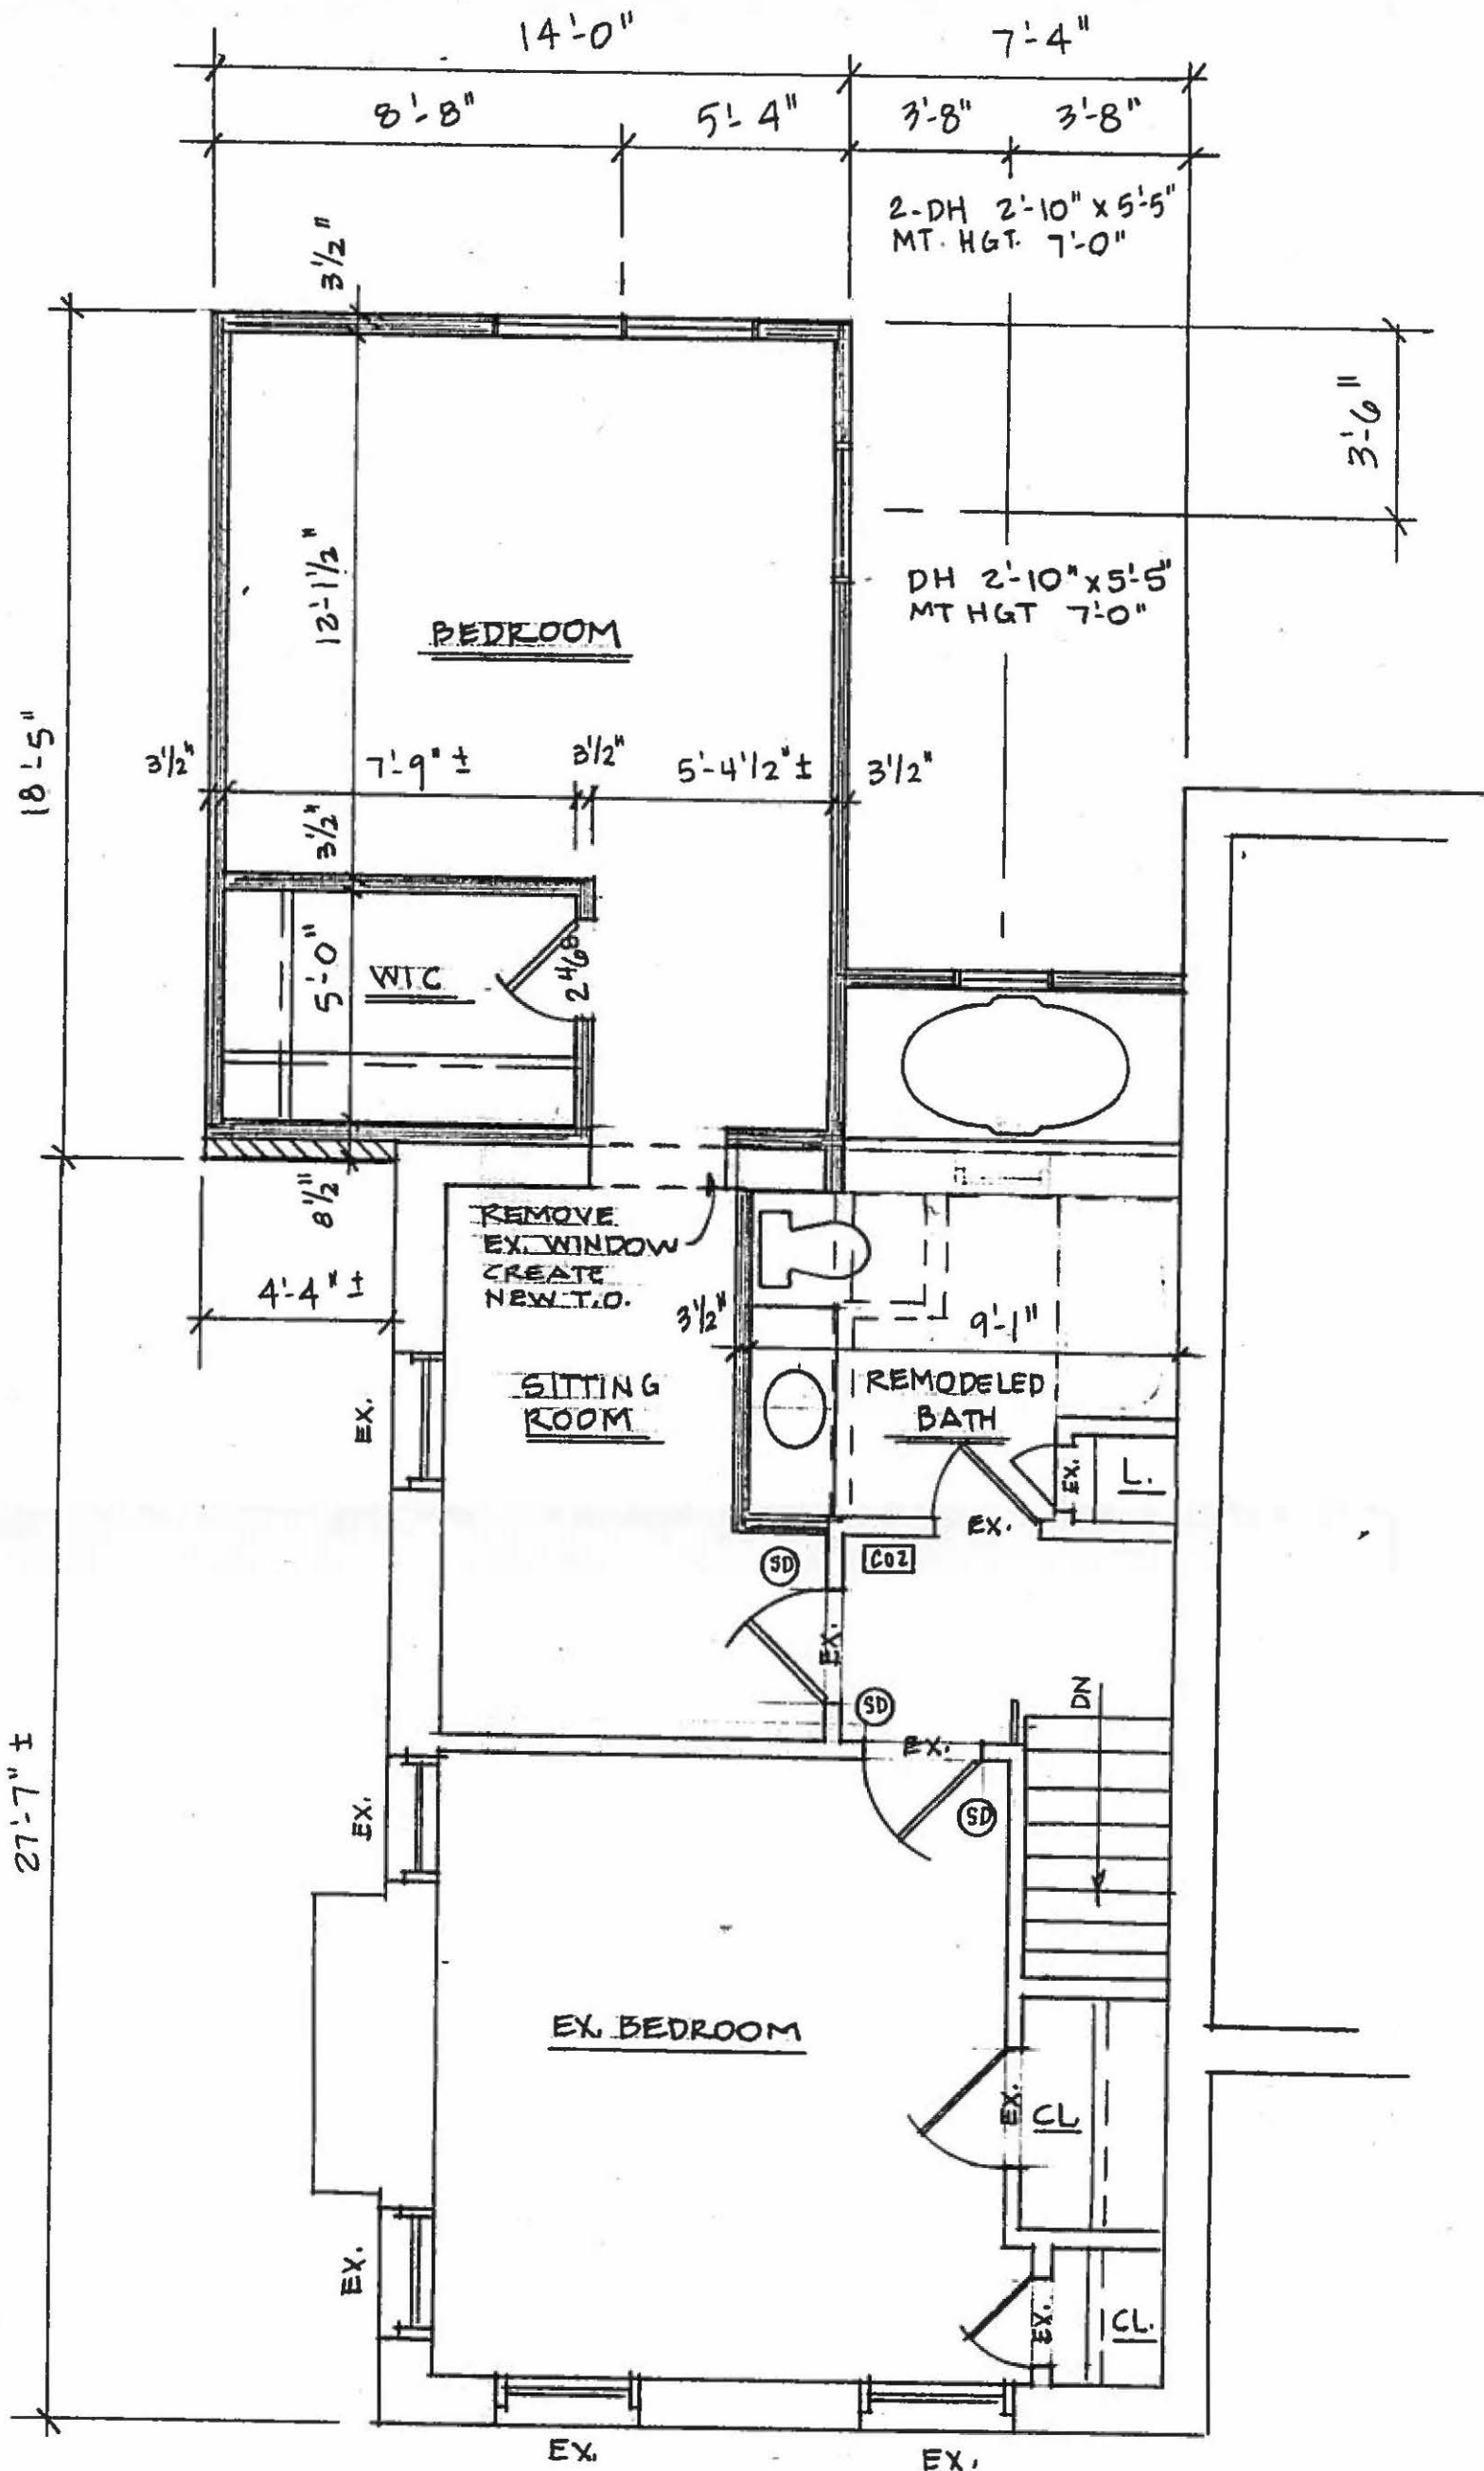 14'-0"
7'-4"
8'-8"
5'-4"
3'-8"
3'-8"
2-DH 2'-10" X 5'-5"
MT. HGT. 7'-0"
3 1/2"
3'-6"
12'-1 1/2"
DH 2'-10" x 5'-5"
MT HGT 7'-0"
BEDROOM
18'-5"
3 1/2"
7'-9" ±
3 1/2"
5'-4 1/2" ±
3 1/2"
3 1/2"
5'-0"
WIC
2468
8 1/2"
REMOVE
EX. WINDOW
CREATE
NEW T.O.
4'-4" ±
3 1/2"
9'-1"
EX.
SITTING
ROOM
REMODELED
BATH
EX.
L.
EX.
SD
CO2
EX.
SD
DN
EX.
27'-7" ±
EX.
SD
EX. BEDROOM
EX.
CL
EX.
EX.
CL.
EX.
EX.